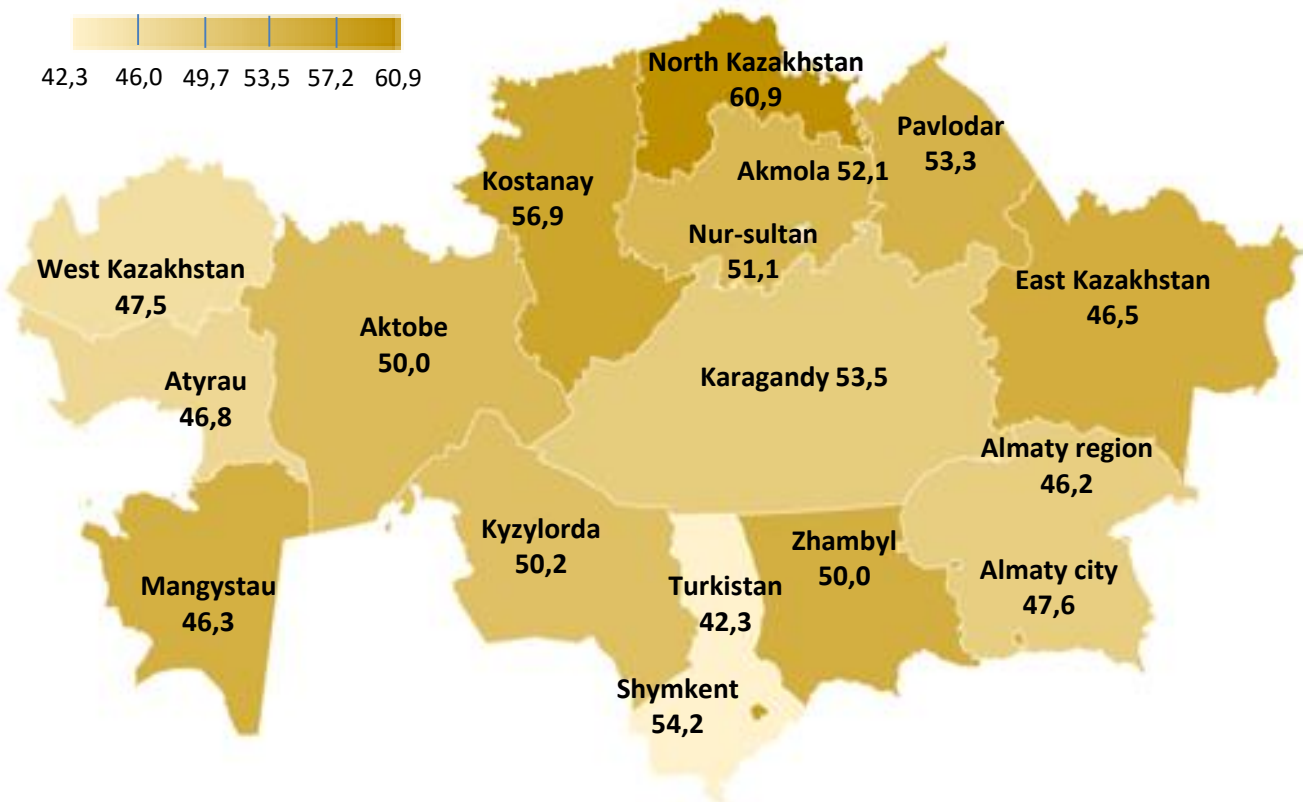 42,3 46,0 49,7 53,5 57,2 60,9
North Kazakhstan
60,9
Pavlodar
53,3
Akmola 52,1
Kostanay
56,9
Nur-sultan
51,1
West Kazakhstan
47,5
East Kazakhstan
46,5
Aktobe
50,0
Karagandy 53,5
Atyrau
46,8
Almaty region
46,2
Kyzylorda
50,2
Zhambyl
50,0
Mangystau
46,3
Turkistan
42,3
Almaty city
47,6
Shymkent
54,2